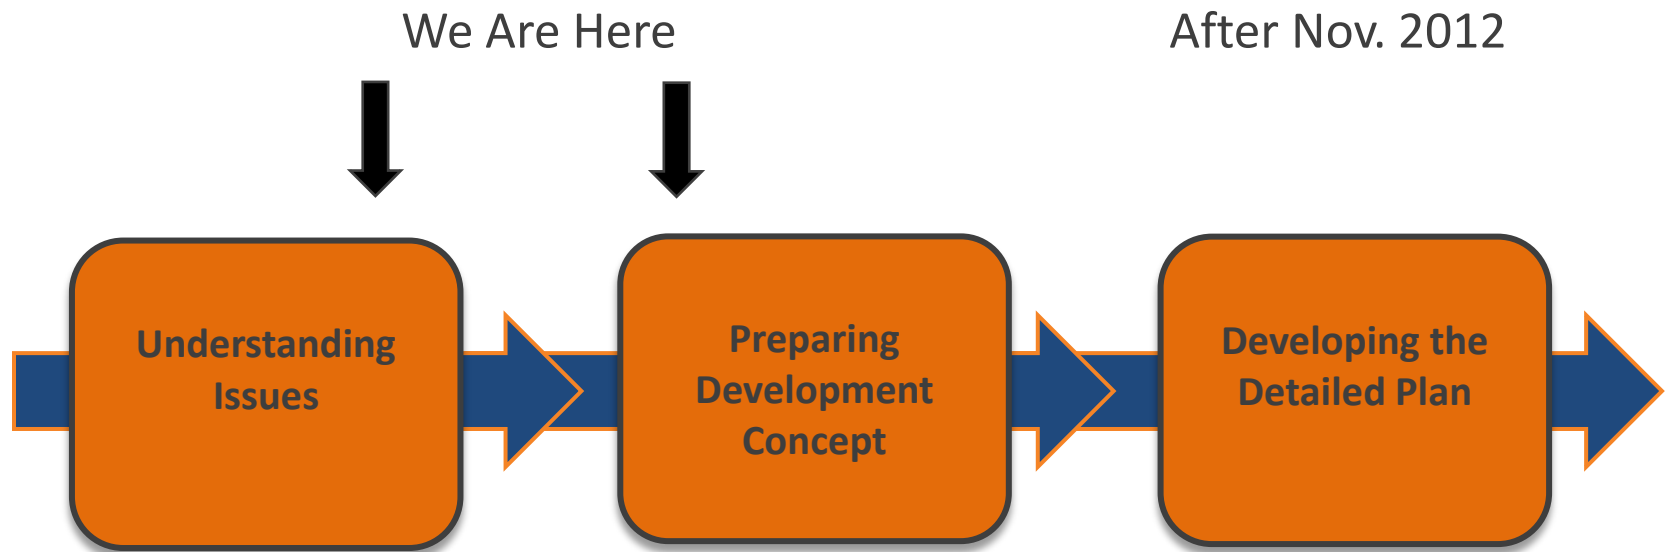 We Are Here
After Nov. 2012
Understanding
Issues
Preparing
Development
Concept
Developing the
Detailed Plan